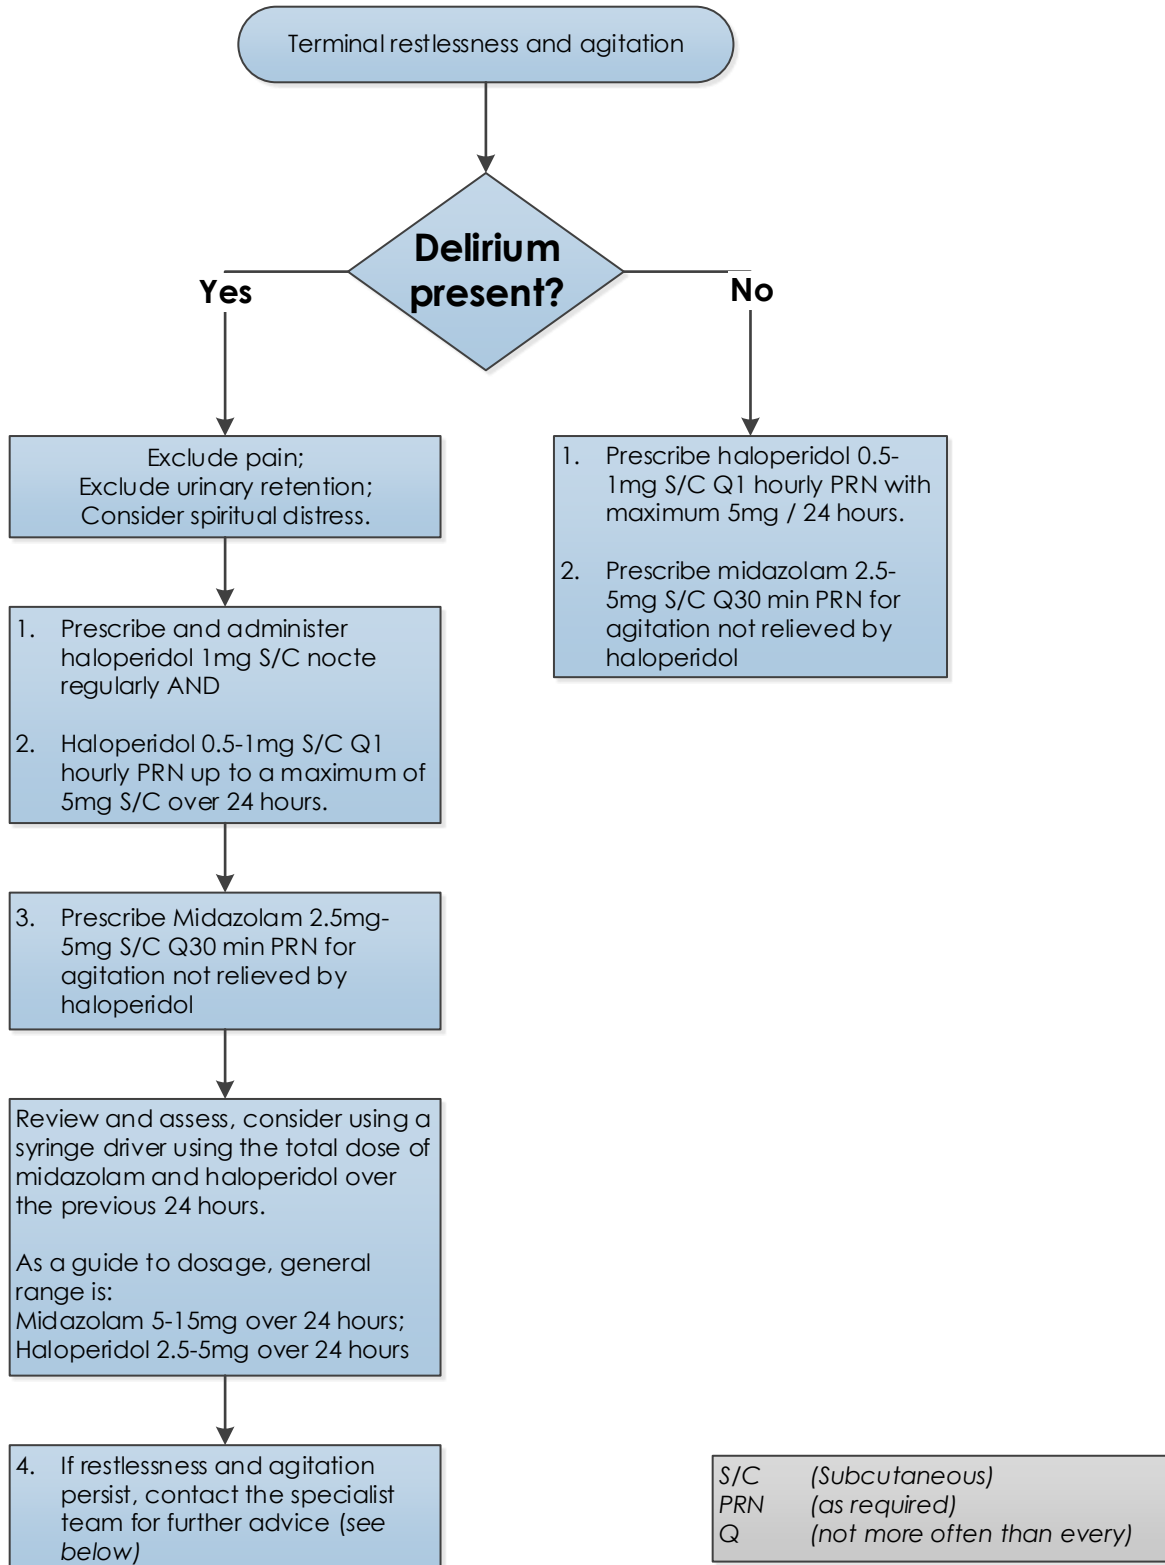 Terminal restlessness and agitation
Delirium
present?
Yes
No
Exclude pain;
Exclude urinary retention;
Consider spiritual distress.
1. Prescribe haloperidol 0.5-
1mg S/C Q1 hourly PRN with
maximum 5mg / 24 hours.
2. Prescribe midazolam 2.5-
5mg S/C Q30 min PRN for
agitation not relieved by
haloperidol
1. Prescribe and administer
haloperidol 1mg S/C nocte
regularly AND
2. Haloperidol 0.5-1mg S/C Q1
hourly PRN up to a maximum of
5mg S/C over 24 hours.
3. Prescribe Midazolam 2.5mg-
5mg S/C Q30 min PRN for
agitation not relieved by
haloperidol
Review and assess, consider using a
syringe driver using the total dose of
midazolam and haloperidol over
the previous 24 hours.
As a guide to dosage, general
range is:
Midazolam 5-15mg over 24 hours;
Haloperidol 2.5-5mg over 24 hours
4. If restlessness and agitation
persist, contact the specialist
team for further advice (see
below)
S/C (Subcutaneous)
PRN (as required)
Q (not more often than every)